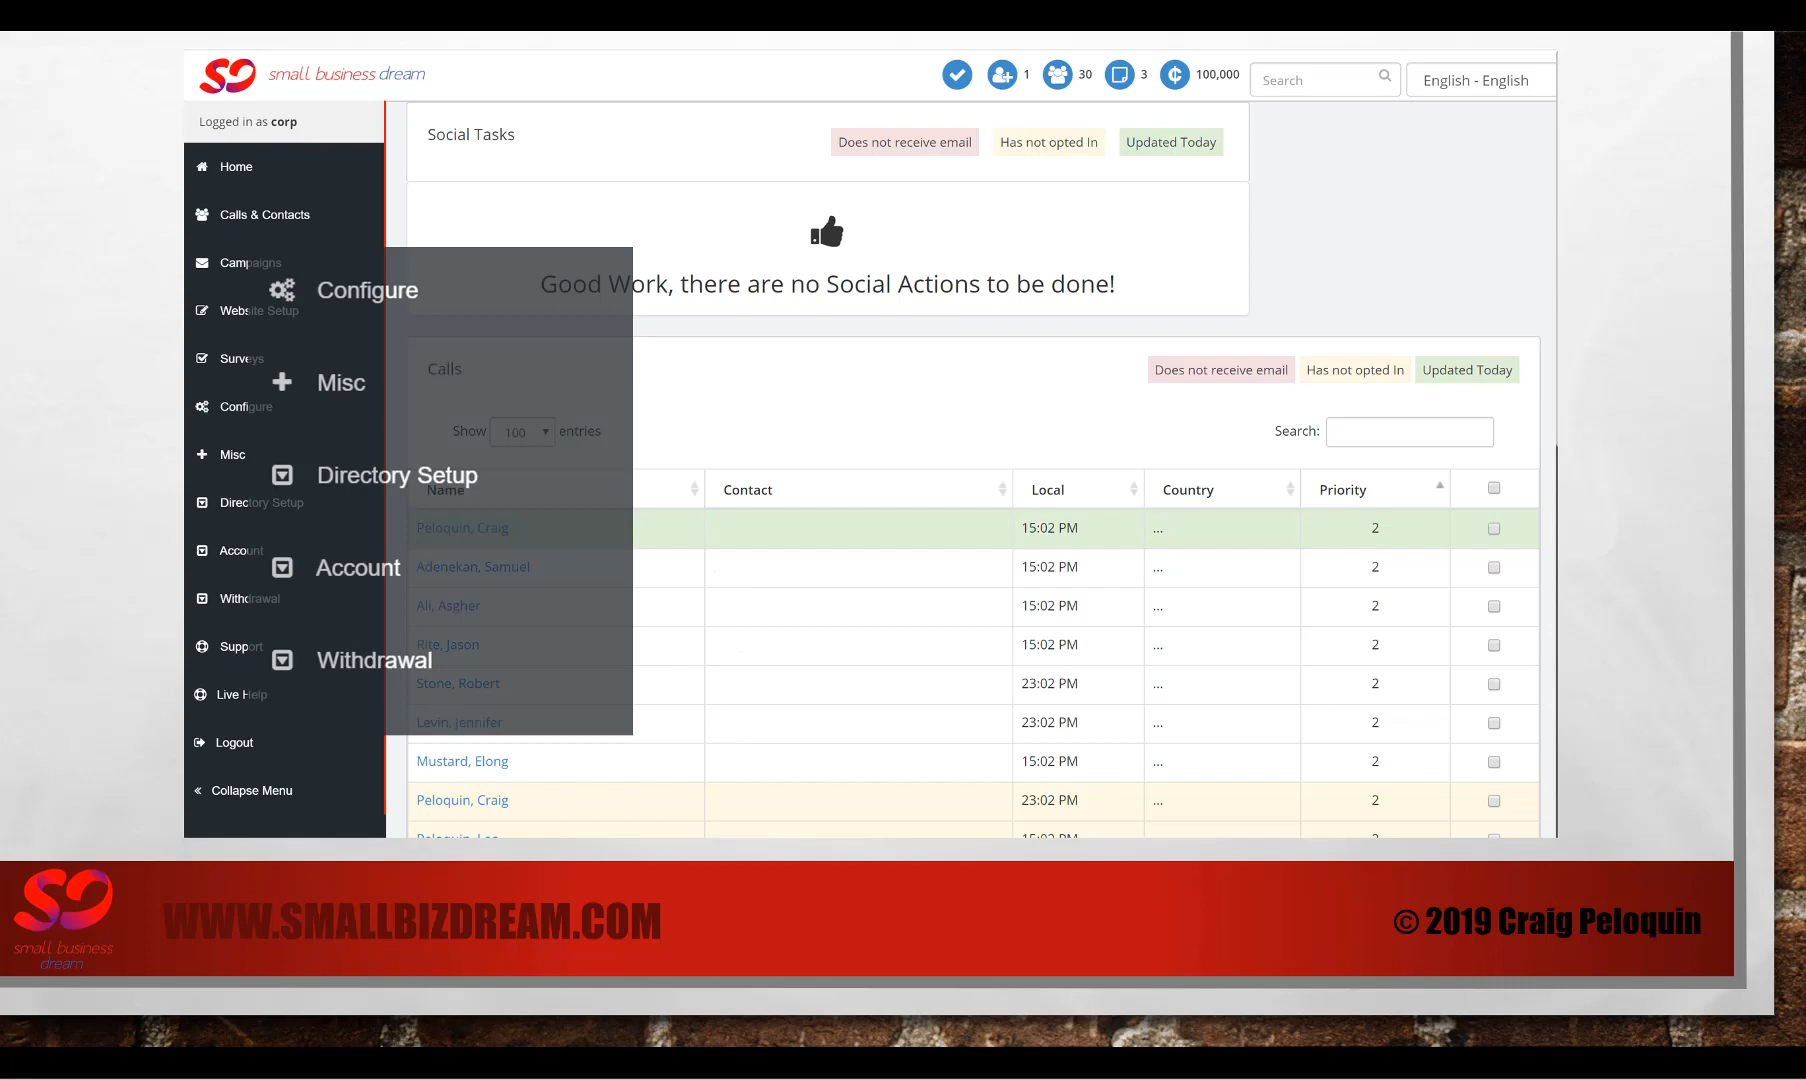 small business dream
1
30
3
100,000
Search
English - English
Logged in as corp
Home
Calls & Contacts
Campaigns
Website Setup
Surveys
Configure
Misc
Directory Setup
Account
Withdrawal
Support
Live Help
Logout
Collapse Menu
Configure
Misc
Directory Setup
Account
Withdrawal
Social Tasks
Does not receive email
Has not opted In
Updated Today
Good Work, there are no Social Actions to be done!
Calls
Does not receive email
Has not opted In
Updated Today
Show 100 entries
Search:
Name Contact Local Country Priority
Peloquin, Craig 15:02 PM ... 2
Adenekan, Samuel 15:02 PM ... 2
Ali, Asgher 15:02 PM ... 2
Rite, Jason 15:02 PM ... 2
Stone, Robert 23:02 PM ... 2
Levin, Jennifer 23:02 PM ... 2
Mustard, Elong 15:02 PM ... 2
Peloquin, Craig 23:02 PM ... 2
15:02 PM 2
small business
dream
WWW.SMALLBIZDREAM.COM
© 2019 Craig Peloquin